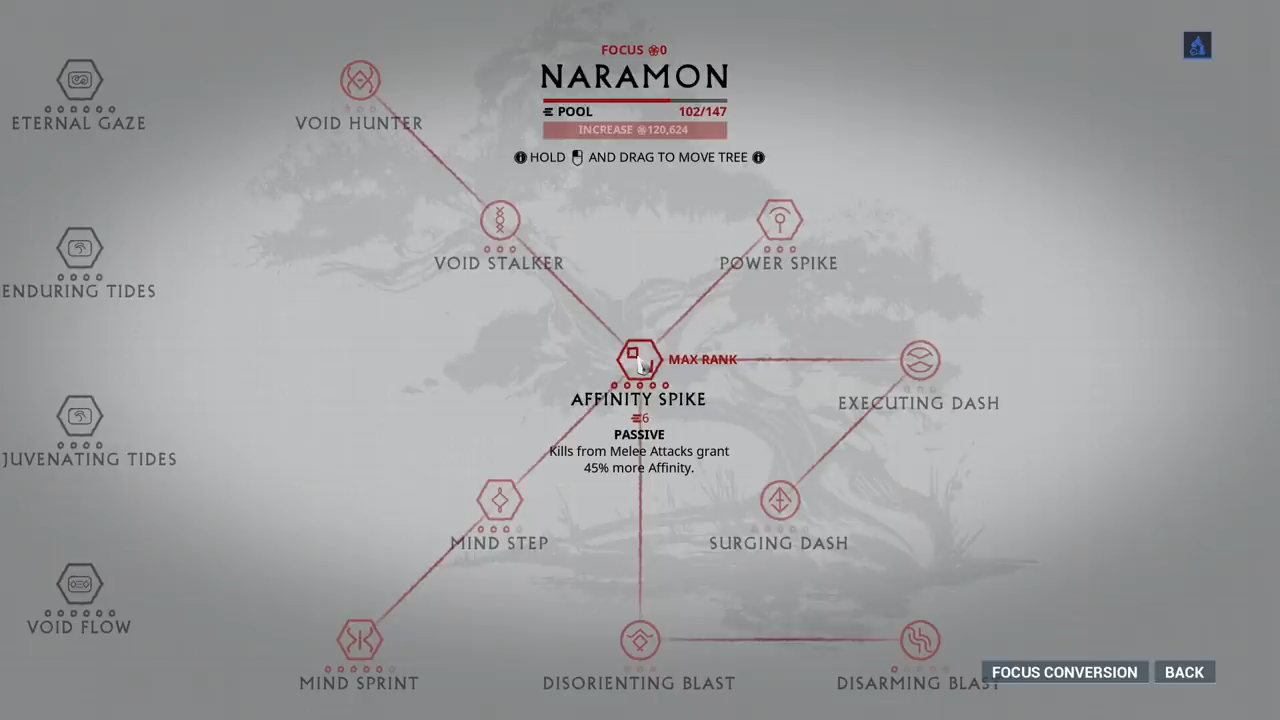 FOCUS 0
NARAMON
POOL 102/147
INCREASE 120,624
HOLD AND DRAG TO MOVE TREE
ETERNAL GAZE
VOID HUNTER
VOID STALKER
POWER SPIKE
ENDURING TIDES
MAX RANK
AFFINITY SPIKE
6
PASSIVE
Kills from Melee Attacks grant
45% more Affinity.
EXECUTING DASH
JUVENATING TIDES
MIND STEP
SURGING DASH
VOID FLOW
MIND SPRINT
DISORIENTING BLAST
DISARMING BLAST
FOCUS CONVERSION
BACK